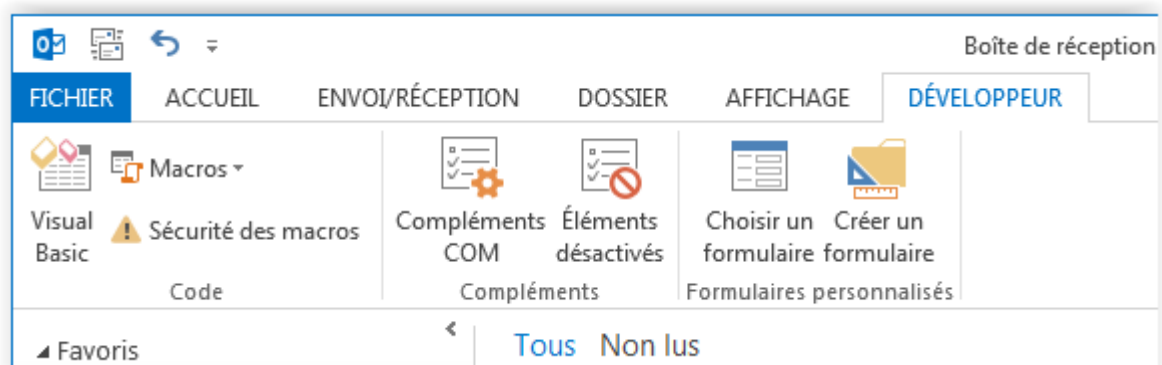 Boîte de réception
FICHIER ACCUEIL ENVOI/RÉCEPTION DOSSIER AFFICHAGE DÉVELOPPEUR
Visual Basic
Macros
Sécurité des macros
Code
Compléments COM
Éléments désactivés
Compléments
Choisir un formulaire
Créer un formulaire
Formulaires personnalisés
Favoris
Tous Non lus